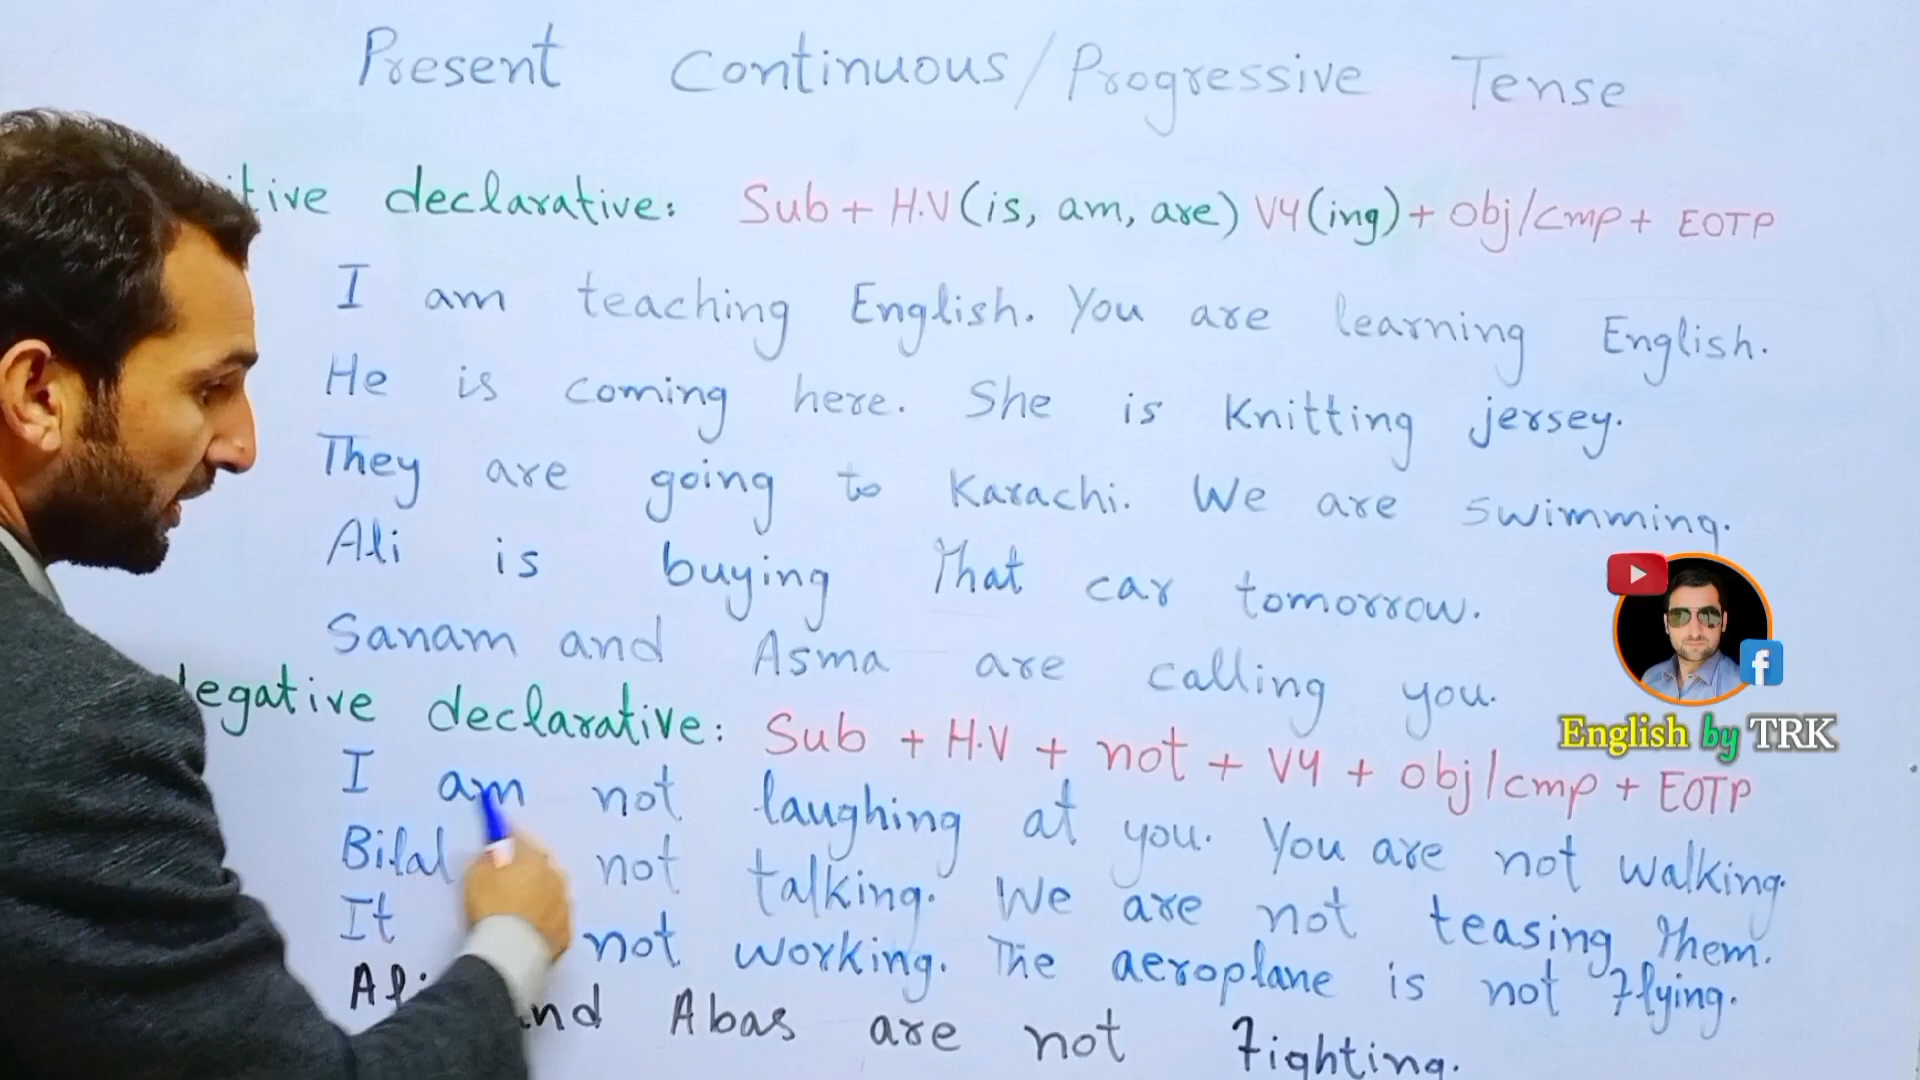 Present Continuous/Progressive Tense
itive declarative: Sub + H.V (is, am, are) V4 (ing) + Obj/cmp + EOTP
I am teaching English. You are learning English.
He is coming here. She is knitting jersey.
They are going to Karachi. We are swimming.
Ali is buying that car tomorrow.
Sanam and Asma are calling you.
Negative declarative: Sub + H.V + not + V4 + Obj/cmp + EOTP
I am not laughing at you. You are not walking.
Bilal not talking. We are not teasing them.
It not working. The aeroplane is not flying.
Ali and Abas are not fighting.
f
English by TRK